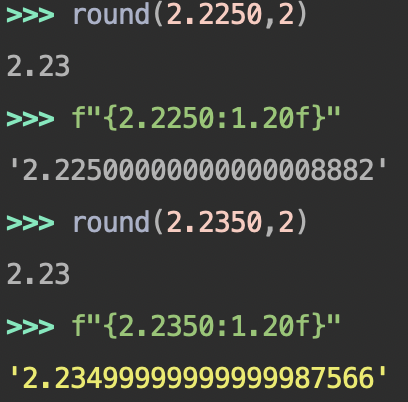 >>> round(2.2250,2)
2.23
>>> f"{2.2250:1.20f}"
'2.22500000000000008882'
>>> round(2.2350,2)
2.23
>>> f"{2.2350:1.20f}"
'2.23499999999999987566'